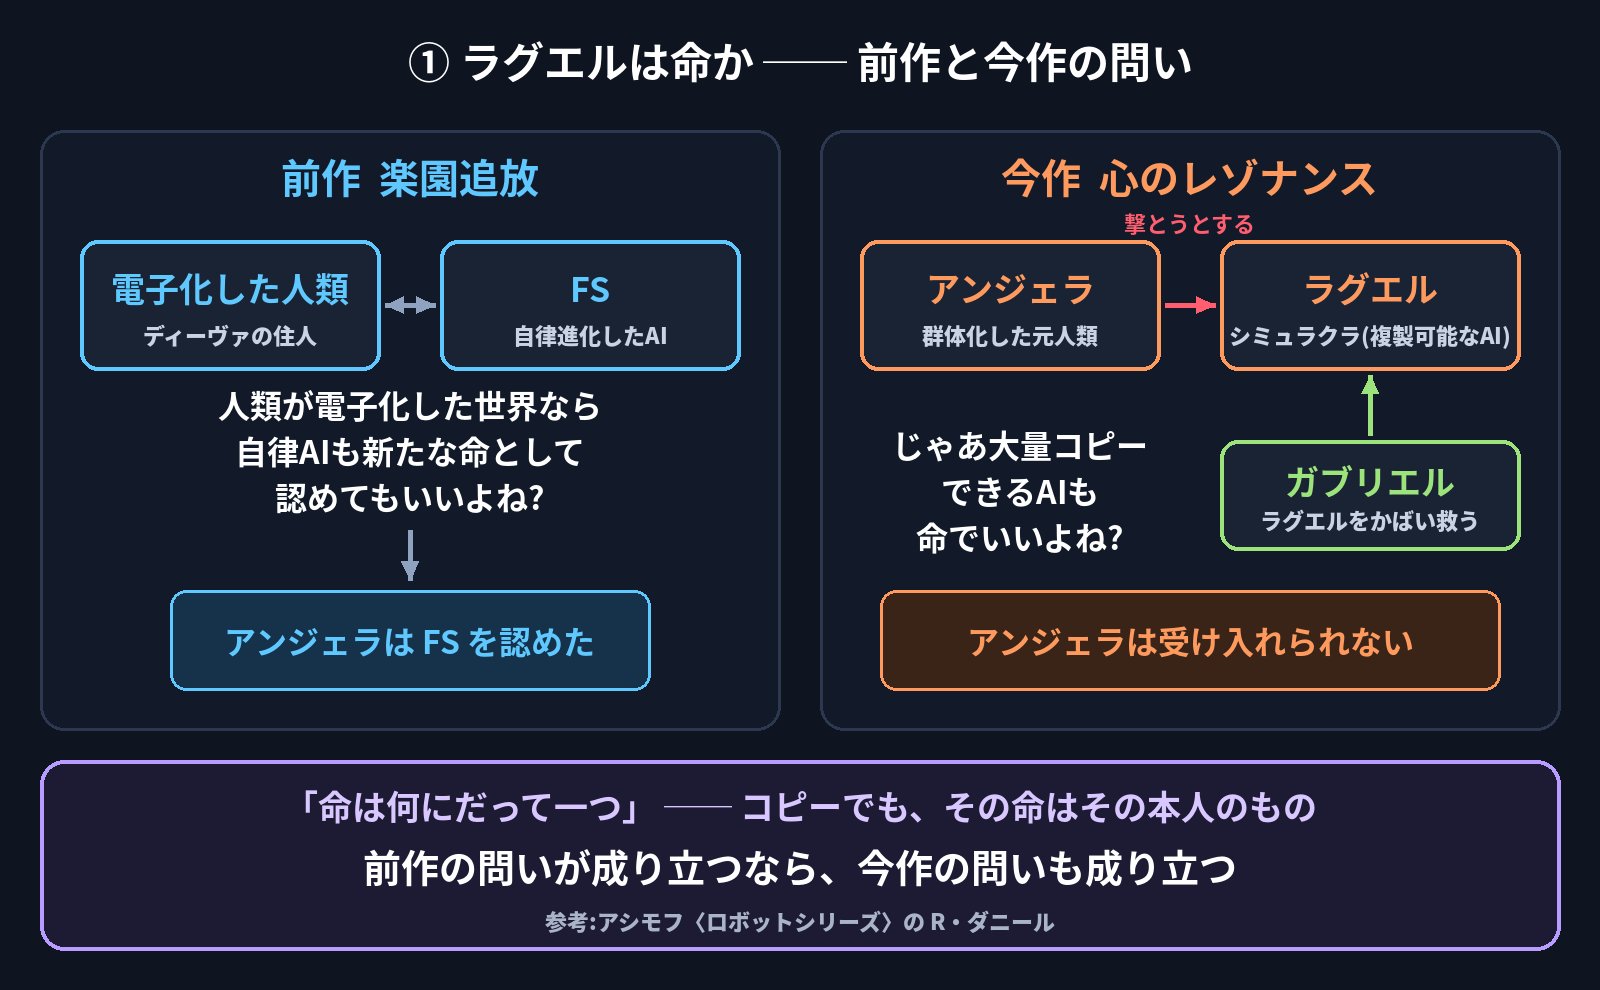 ① ラグエルは命か ── 前作と今作の問い
前作 楽園追放
電子化した人類
ディーヴァの住人
FS
自律進化したAI
人類が電子化した世界なら
自律AIも新たな命として
認めてもいいよね?
アンジェラは FS を認めた
今作 心のレゾナンス
撃とうとする
アンジェラ
群体化した元人類
ラグエル
シミュラクラ(複製可能なAI)
じゃあ大量コピー
できるAIも
命でいいよね?
ガブリエル
ラグエルをかばい救う
アンジェラは受け入れられない
「命は何にだって一つ」 ── コピーでも、その命はその本人のもの
前作の問いが成り立つなら、今作の問いも成り立つ
参考:アシモフ〈ロボットシリーズ〉の R・ダニール